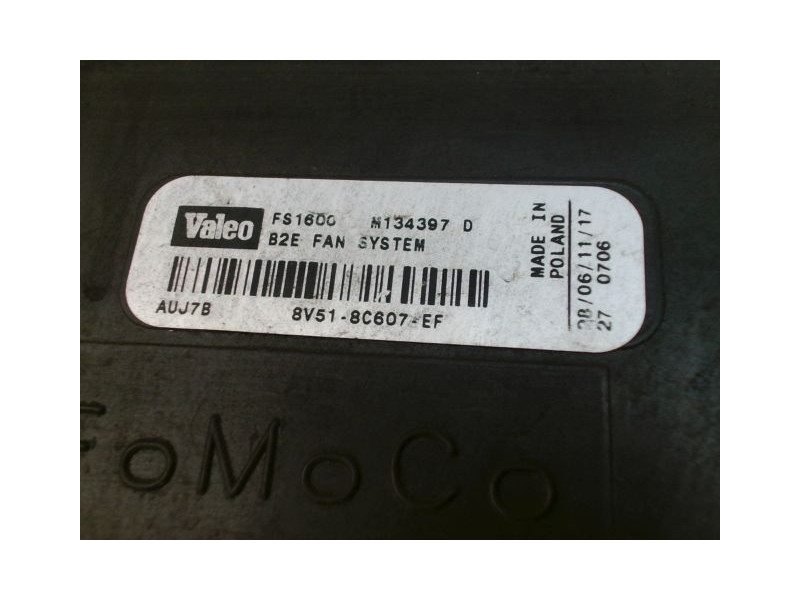 Valeo
FS1600 M134397 D
B2E FAN SYSTEM
AUJ7B
8V51-8C607-EF
MADE IN
POLAND
28/06/11/17
27 0706
FoMoCo